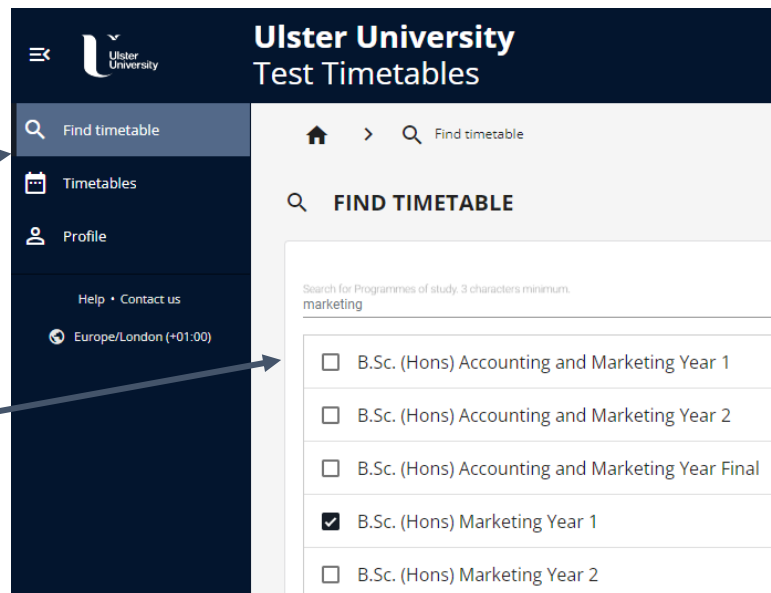 Ulster
University
Ulster University
Test Timetables
Find timetable
Timetables
Profile
Help • Contact us
Europe/London (+01:00)
> Find timetable
FIND TIMETABLE
Search for Programmes of study. 3 characters minimum.
marketing
B.Sc. (Hons) Accounting and Marketing Year 1
B.Sc. (Hons) Accounting and Marketing Year 2
B.Sc. (Hons) Accounting and Marketing Year Final
B.Sc. (Hons) Marketing Year 1
B.Sc. (Hons) Marketing Year 2